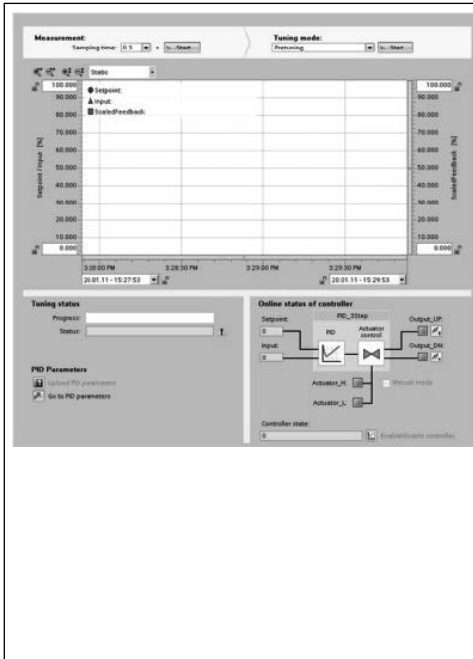 Measurement:
Sampling time: 0.3 s Start
Tuning mode:
Pretuning Start
Static
Setpoint
Input
ScaledFeedback
100.000
90.000
80.000
70.000
60.000
50.000
40.000
30.000
20.000
10.000
0.000
Setpoint / Input [%]
100.000
90.000
80.000
70.000
60.000
50.000
40.000
30.000
20.000
10.000
0.000
ScaledFeedback [%]
3:28:00 PM 3:28:30 PM 3:29:00 PM 3:29:30 PM
20.01.11 - 15:27:53 20.01.11 - 15:29:53
Tuning status
Progress:
Status:
PID Parameters
Upload PID parameters
Go to PID parameters
Online status of controller
PID_3Step
Setpoint:
0
Input:
0
PID
Actuator control
Output_UP:
Output_DN:
Actuator_H:
Actuator_L:
Manual mode
Controller state:
0
Enable/disable controller